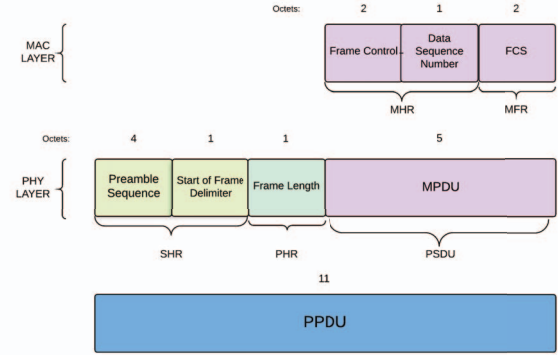 Octets: 2 1 2
MAC LAYER
Frame Control
Data Sequence Number
FCS
MHR MFR
Octets: 4 1 1 5
PHY LAYER
Preamble Sequence
Start of Frame Delimiter
Frame Length
MPDU
SHR PHR PSDU
11
PPDU